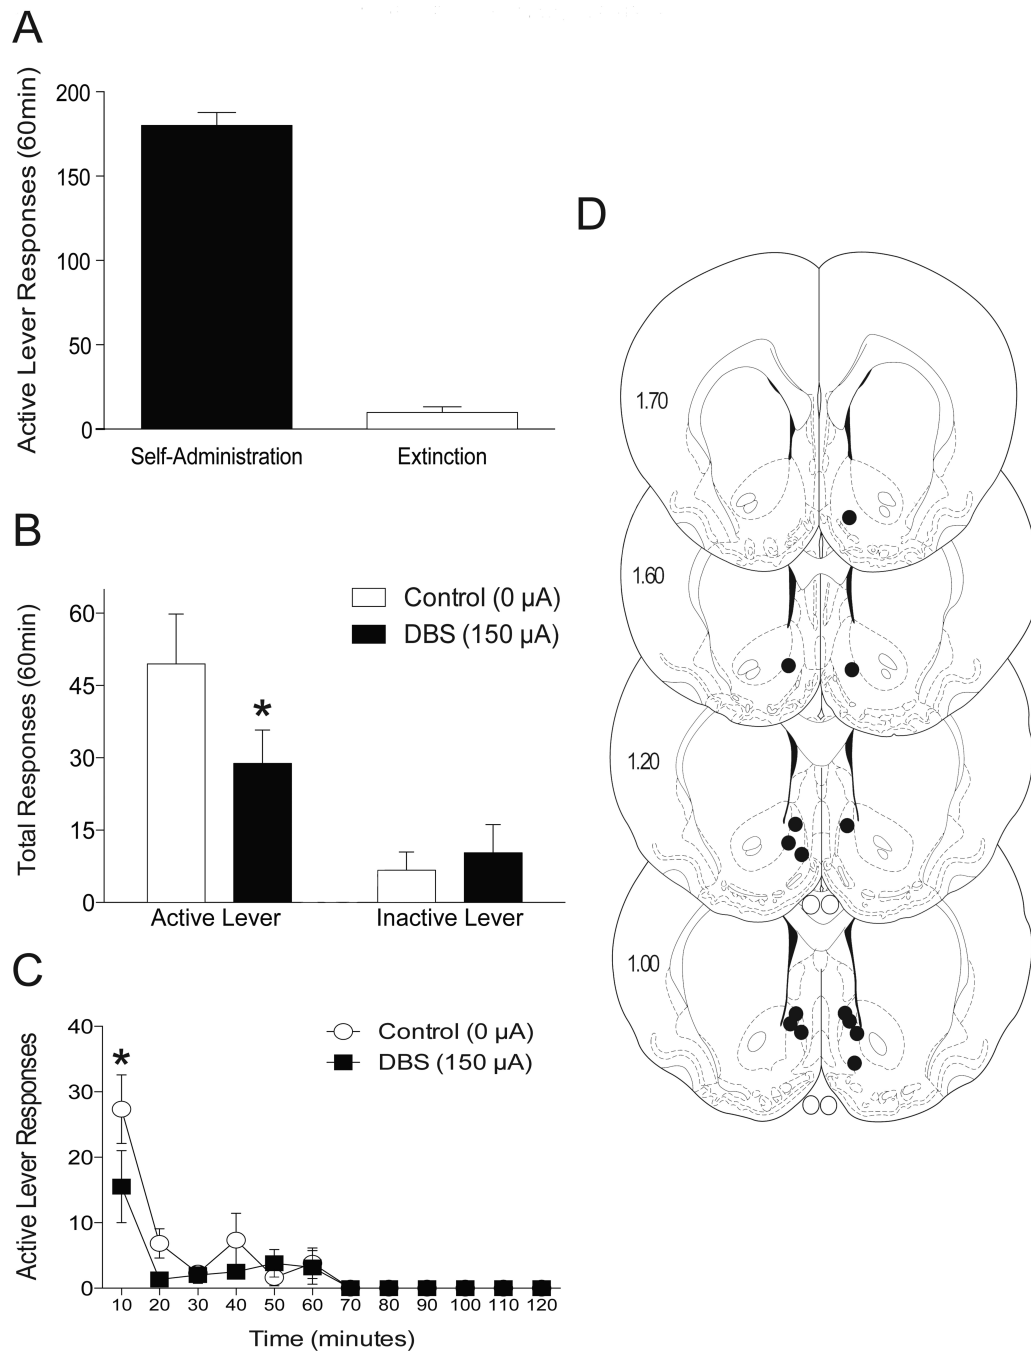 A
Active Lever Responses (60min)
200
150
100
50
0
Self-Administration
Extinction
B
Total Responses (60min)
60
45
30
15
0
*
Control (0 µA)
DBS (150 µA)
Active Lever
Inactive Lever
C
Active Lever Responses
40
30
20
10
0
*
Control (0 µA)
DBS (150 µA)
10 20 30 40 50 60 70 80 90 100 110 120
Time (minutes)
D
1.70
1.60
1.20
1.00